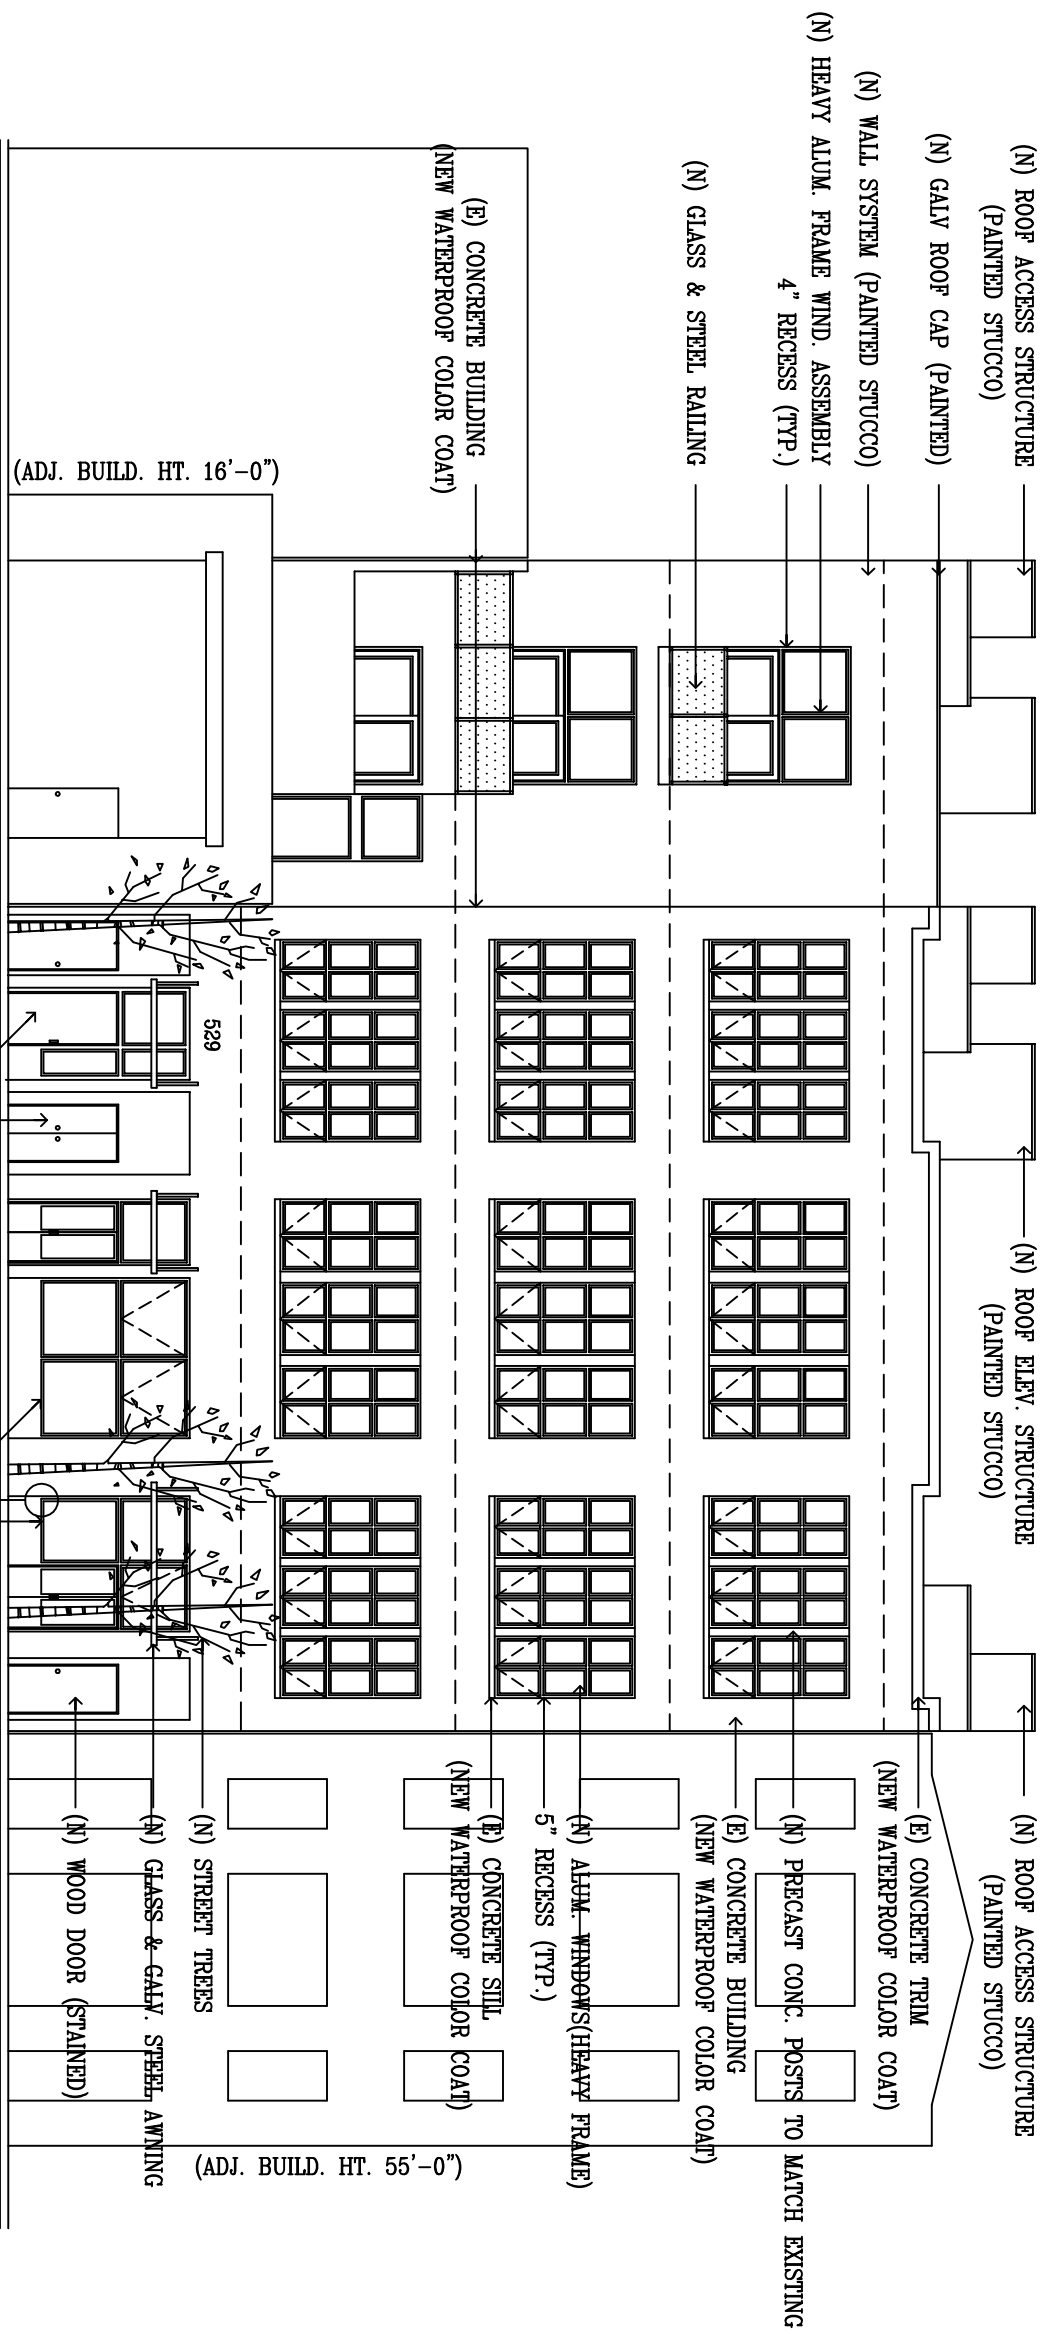 (N) ROOF ACCESS STRUCTURE
(PAINTED STUCCO)
(N) GALV ROOF CAP (PAINTED)
(N) WALL SYSTEM (PAINTED STUCCO)
(N) HEAVY ALUM. FRAME WIND. ASSEMBLY
4" RECESS (TYP.)
(N) GLASS & STEEL RAILING
(E) CONCRETE BUILDING
(NEW WATERPROOF COLOR COAT)
(ADJ. BUILD. HT. 16'-0")
529
(N) ROOF ELEV. STRUCTURE
(PAINTED STUCCO)
(N) ROOF ACCESS STRUCTURE
(PAINTED STUCCO)
(E) CONCRETE TRIM
(NEW WATERPROOF COLOR COAT)
(N) PRECAST CONC. POSTS TO MATCH EXISTING
(E) CONCRETE BUILDING
(NEW WATERPROOF COLOR COAT)
(N) ALUM. WINDOWS(HEAVY FRAME)
5" RECESS (TYP.)
(E) CONCRETE SILL
(NEW WATERPROOF COLOR COAT)
(N) STREET TREES
(N) GLASS & GALV. STEEL AWNING
(N) WOOD DOOR (STAINED)
(ADJ. BUILD. HT. 55'-0")